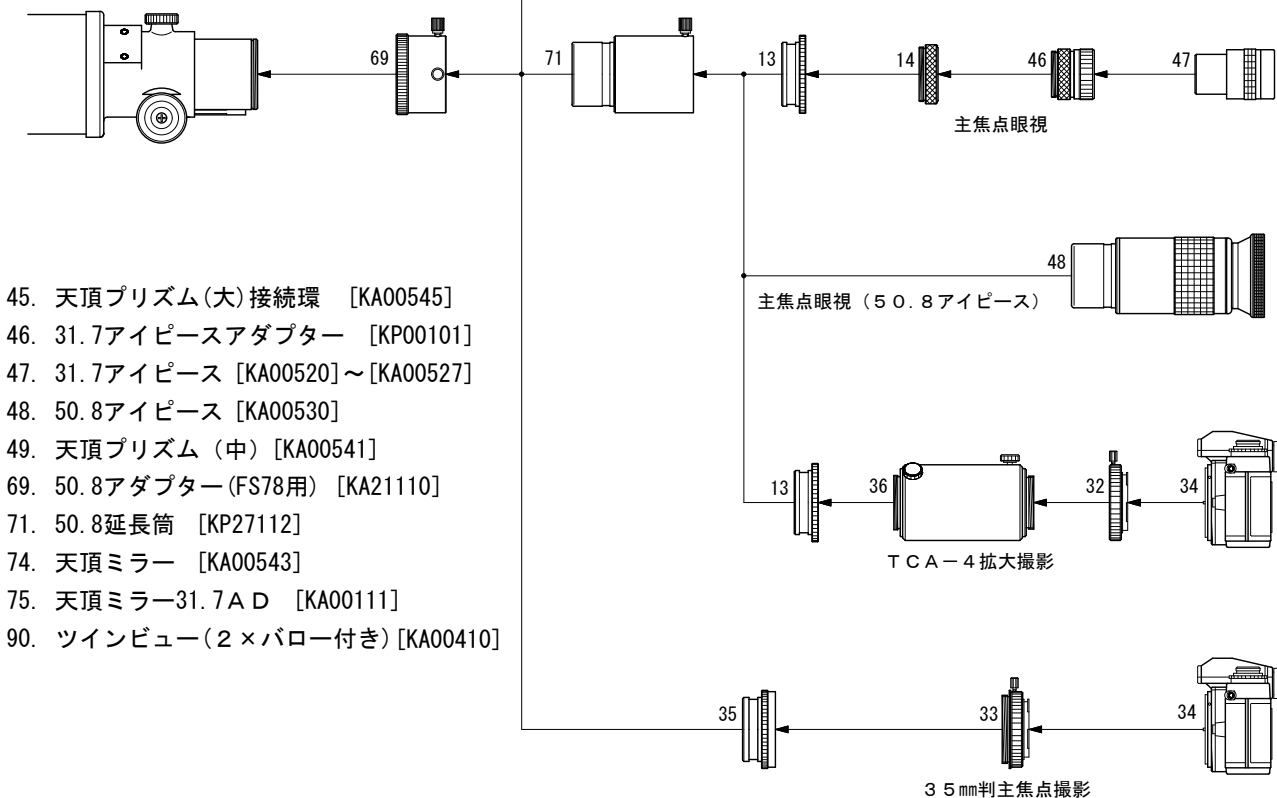 69
71
13
14
46
47
主焦点眼視
48
主焦点眼視（５０．８アイピース）
45. 天頂プリズム(大)接続環 [KA00545]
46. 31.7アイピースアダプター [KP00101]
47. 31.7アイピース [KA00520]～[KA00527]
48. 50.8アイピース [KA00530]
49. 天頂プリズム（中）[KA00541]
69. 50.8アダプター(FS78用) [KA21110]
71. 50.8延長筒 [KP27112]
74. 天頂ミラー [KA00543]
75. 天頂ミラー31.7ＡＤ [KA00111]
90. ツインビュー(２×バロー付き)[KA00410]
13
36
32
34
ＴＣＡ－４拡大撮影
35
33
34
３５㎜判主焦点撮影